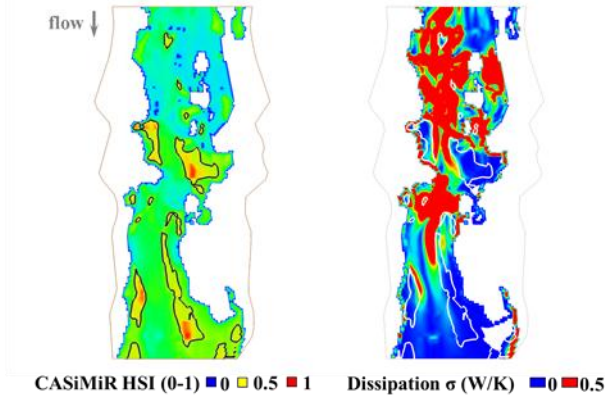 flow
CASiMiR HSI (0-1) 0 0.5 1
Dissipation σ (W/K) 0 0.5